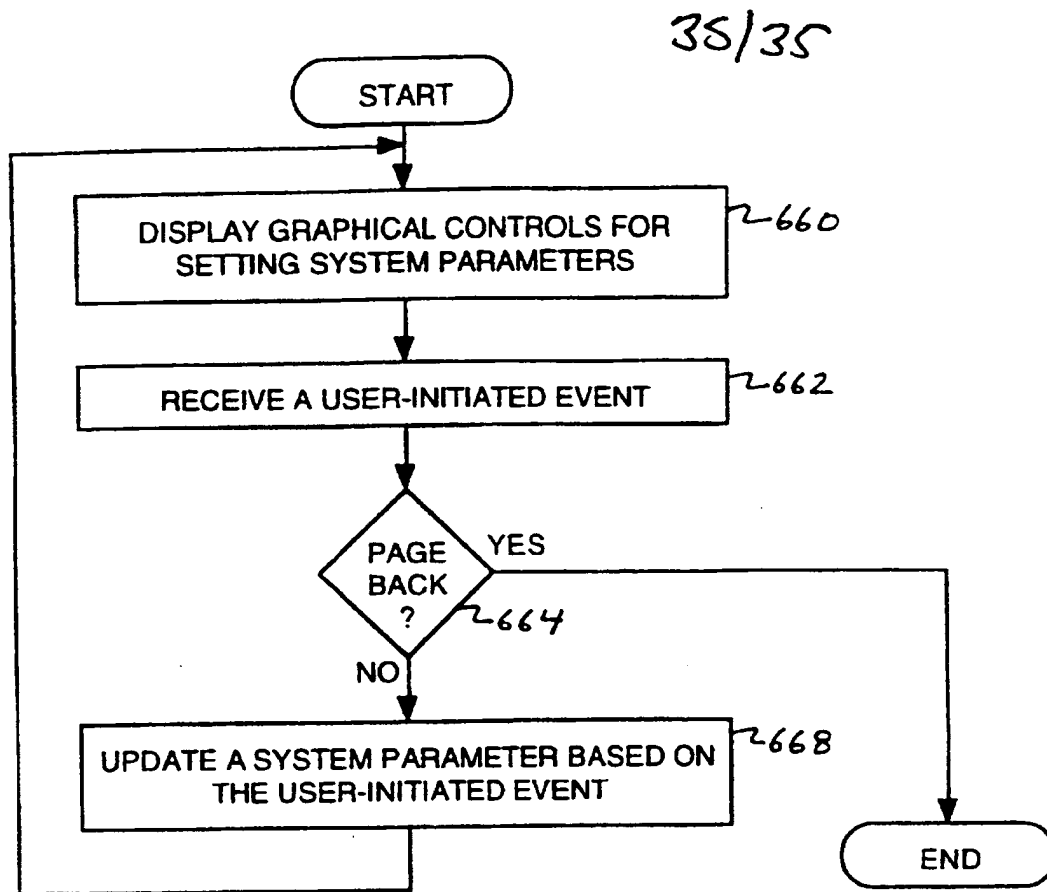 35/35
START
DISPLAY GRAPHICAL CONTROLS FOR
SETTING SYSTEM PARAMETERS
660
RECEIVE A USER-INITIATED EVENT
662
PAGE
BACK
?
YES
664
NO
UPDATE A SYSTEM PARAMETER BASED ON
THE USER-INITIATED EVENT
668
END